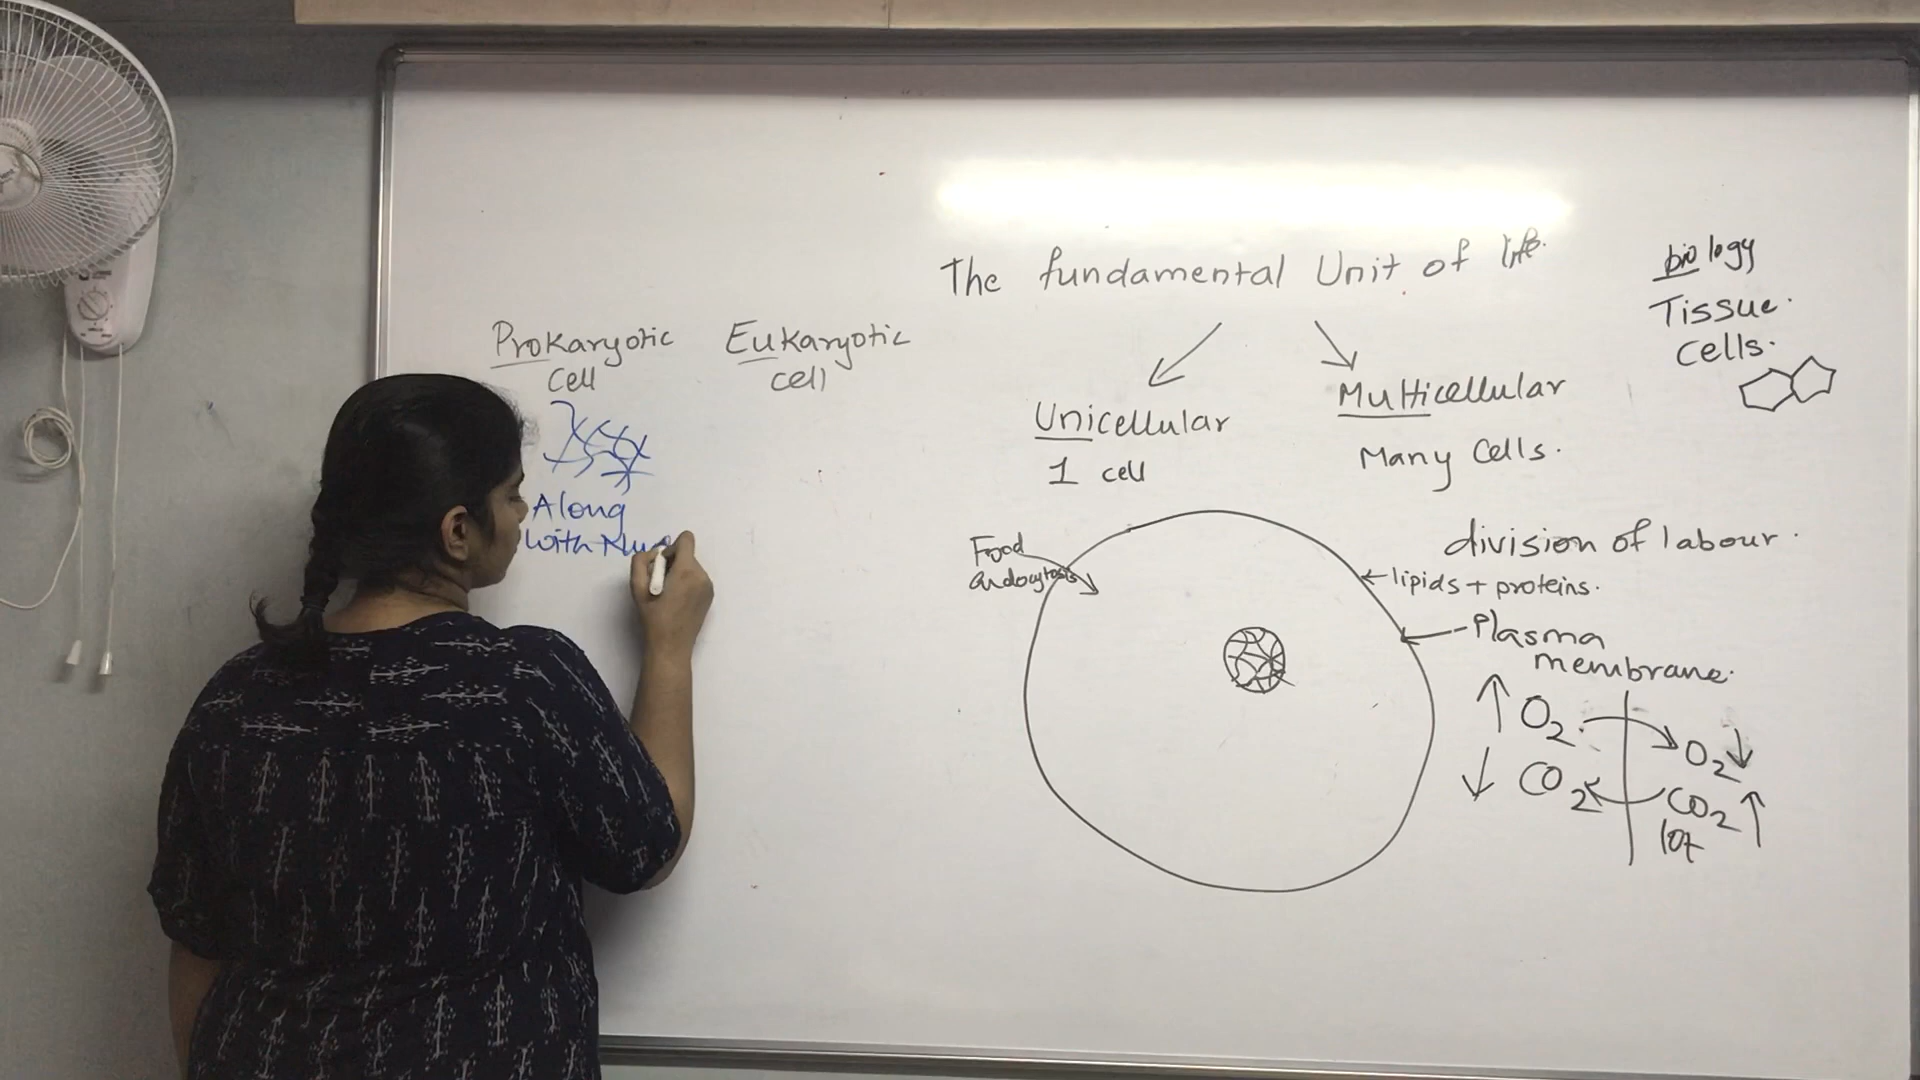 The fundamental Unit of life.
biology
Tissue.
Cells.
Prokaryotic
Cell
Eukaryotic
cell
Along
with
Unicellular
1 cell
Multicellular
Many Cells.
Food
endocytosis
division of labour.
lipids + proteins.
Plasma
membrane.
O2
CO2
O2
CO2